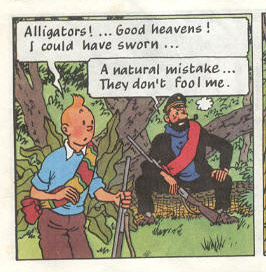 Alligators! ... Good heavens!
I could have sworn ...
A natural mistake ...
They don't fool me.